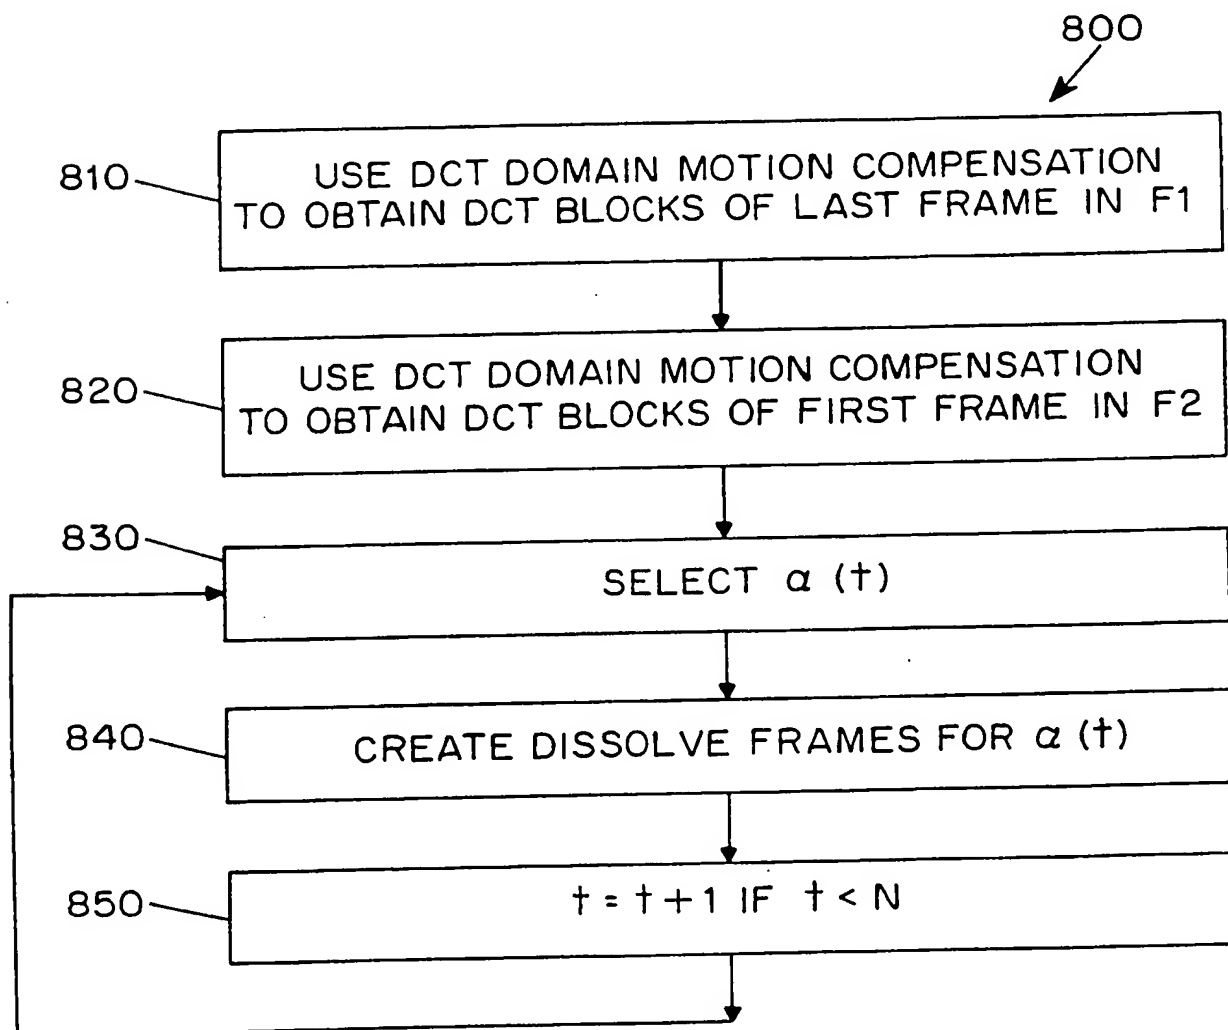 800
810
USE DCT DOMAIN MOTION COMPENSATION
TO OBTAIN DCT BLOCKS OF LAST FRAME IN F1
820
USE DCT DOMAIN MOTION COMPENSATION
TO OBTAIN DCT BLOCKS OF FIRST FRAME IN F2
830
SELECT α (t)
840
CREATE DISSOLVE FRAMES FOR α (t)
850
t = t + 1 IF t < N